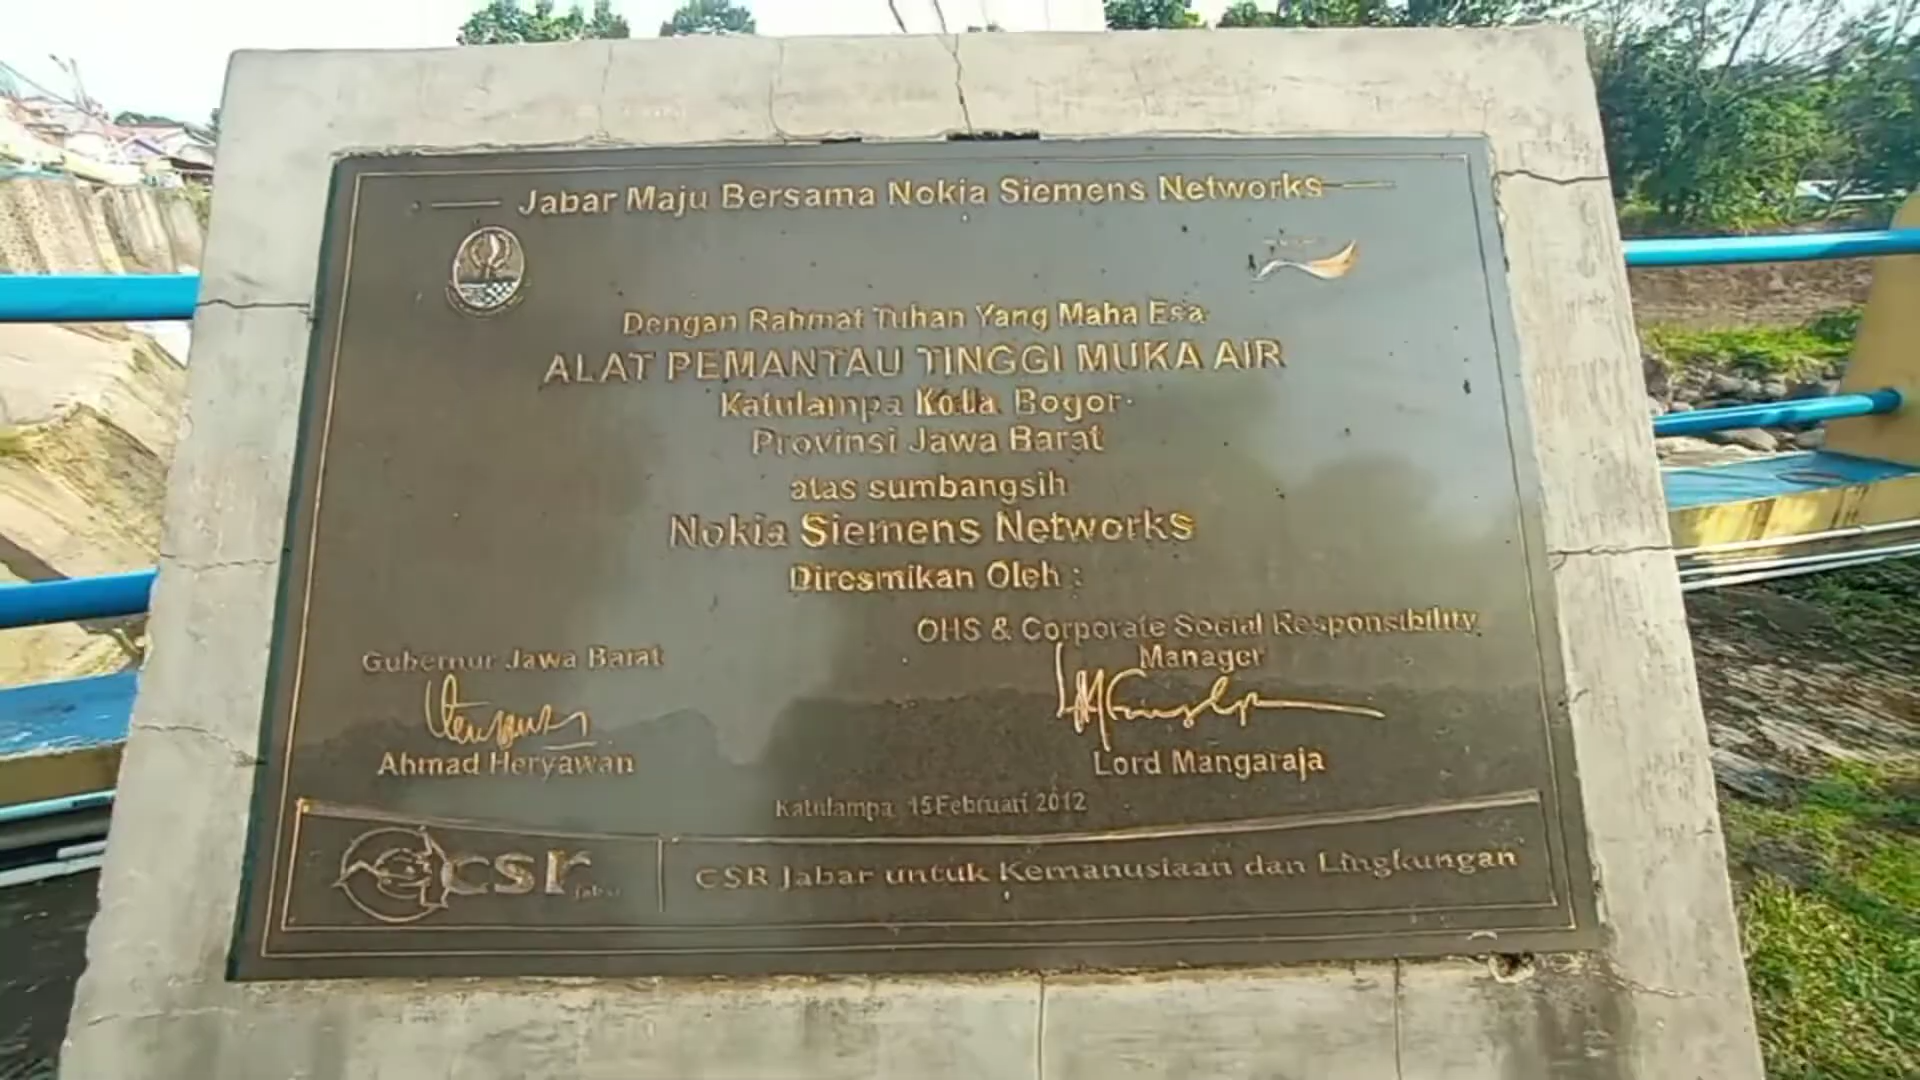 Jabar Maju Bersama Nokia Siemens Networks
Dengan Rahmat Tuhan Yang Maha Esa
ALAT PEMANTAU TINGGI MUKA AIR
Katulampa Kota Bogor
Provinsi Jawa Barat
atas sumbangsih
Nokia Siemens Networks
Diresmikan Oleh :
Gubernur Jawa Barat
Ahmad Heryawan
OHS & Corporate Social Responsibility
Manager
Lord Mangaraja
Katulampa, 15 Februari 2012
csr
jabar
CSR Jabar untuk Kemanusiaan dan Lingkungan